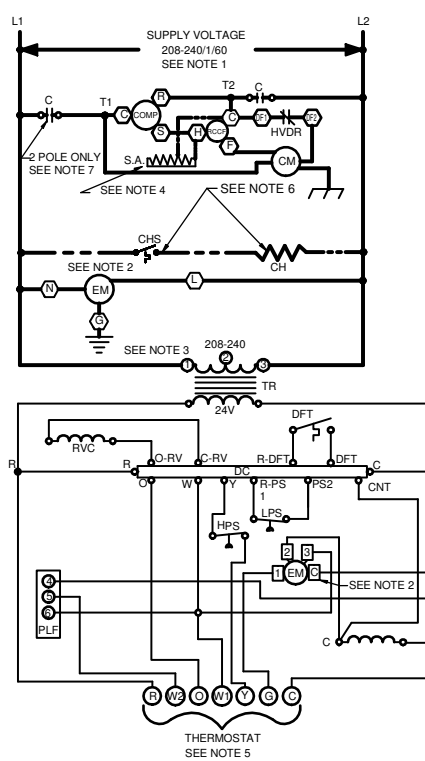 L1 L2
SUPPLY VOLTAGE
208-240/1/60
SEE NOTE 1
C T1 C COMP R T2 C
S H RCCF C DF1 HVDR DF2
F
2 POLE ONLY
SEE NOTE 7
S.A.
SEE NOTE 4
CM
SEE NOTE 6
CHS
CH
SEE NOTE 2
N EM L
G
SEE NOTE 3
208-240
1 2 3
TR
24V
DFT
RVC
R
R O-RV C-RV R-DFT DFT C
DC
O W Y R-PS PS2 CNT
1
HPS LPS
2 3
1 EM C
SEE NOTE 2
4
5
6
PLF
C
R W2 O W1 Y G C
THERMOSTAT
SEE NOTE 5